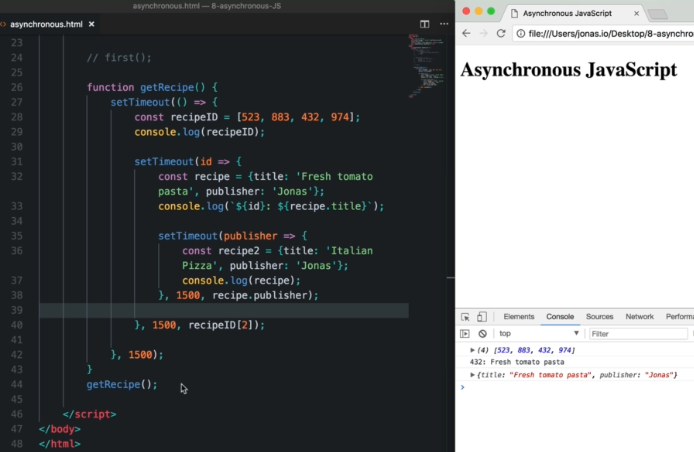 asynchronous.html — 8-asynchronous-JS
asynchronous.html ×
23
24 // first();
25
26 function getRecipe() {
27 setTimeout(() => {
28 const recipeID = [523, 883, 432, 974];
29 console.log(recipeID);
30
31 setTimeout(id => {
32 const recipe = {title: 'Fresh tomato
pasta', publisher: 'Jonas'};
33 console.log(`${id}: ${recipe.title}`);
34
35 setTimeout(publisher => {
36 const recipe2 = {title: 'Italian
Pizza', publisher: 'Jonas'};
37 console.log(recipe);
38 }, 1500, recipe.publisher);
39
40 }, 1500, recipeID[2]);
41
42 }, 1500);
43 }
44 getRecipe();
45
46 </script>
47 </body>
48 </html>
Asynchronous JavaScript ×
file:///Users/jonas.io/Desktop/8-asynchron
Asynchronous JavaScript
Elements Console Sources Network Performa
top ▼ Filter
▶ (4) [523, 883, 432, 974]
432: Fresh tomato pasta
▶ {title: "Fresh tomato pasta", publisher: "Jonas"}